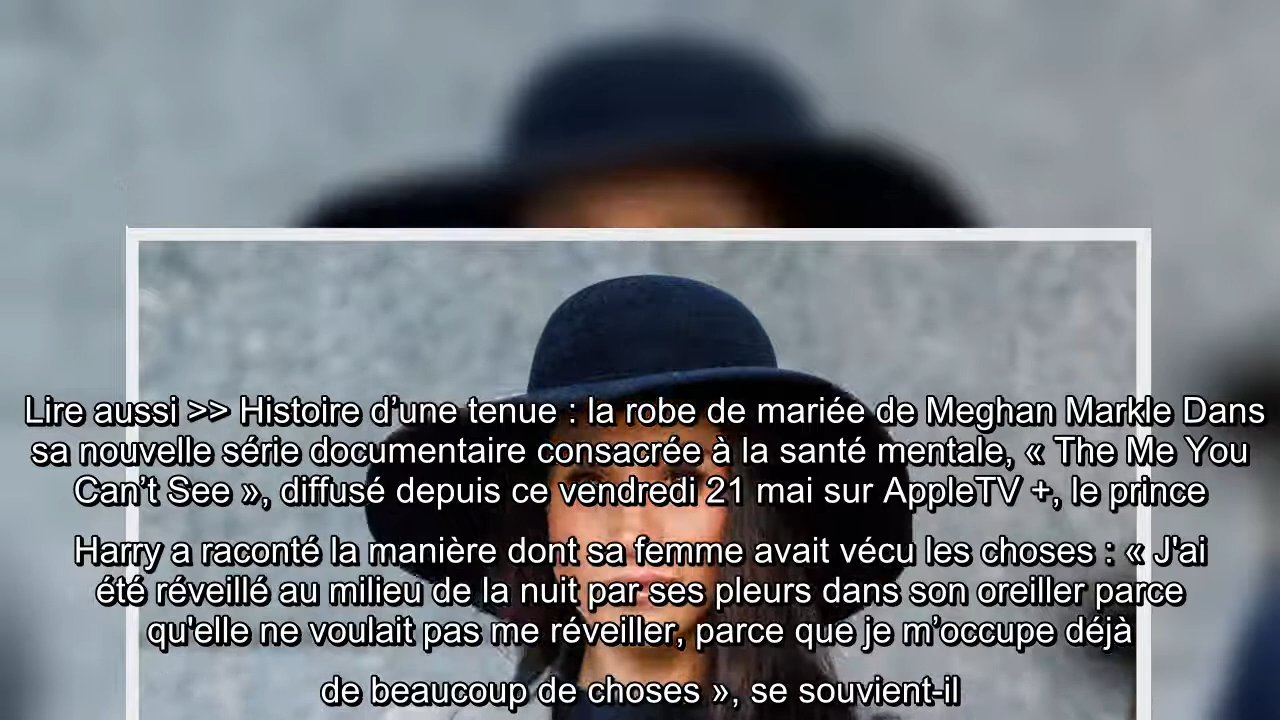 Lire aussi >> Histoire d’une tenue : la robe de mariée de Meghan Markle Dans
sa nouvelle série documentaire consacrée à la santé mentale, « The Me You
Can’t See », diffusé depuis ce vendredi 21 mai sur AppleTV +, le prince
Harry a raconté la manière dont sa femme avait vécu les choses : « J'ai
été réveillé au milieu de la nuit par ses pleurs dans son oreiller parce
qu'elle ne voulait pas me réveiller, parce que je m’occupe déjà
de beaucoup de choses », se souvient-il